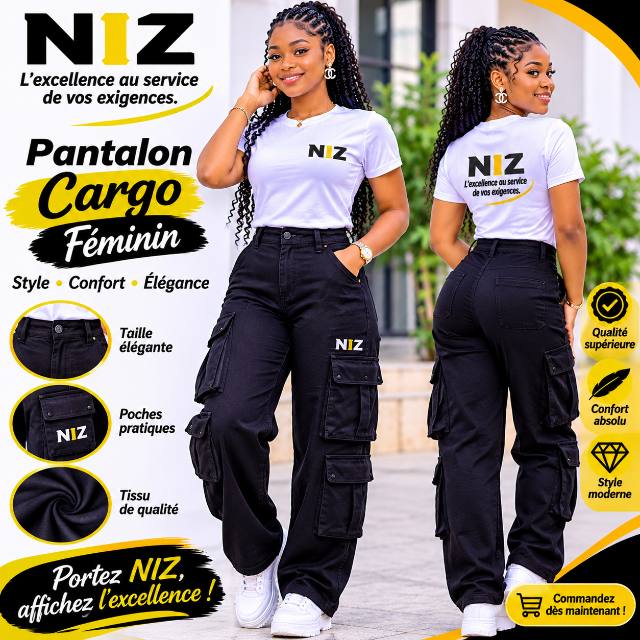 NIZ
L'excellence au service
de vos exigences.
Pantalon
Cargo
Féminin
Style • Confort • Élégance
Taille
élégante
Poches
pratiques
NIZ
Tissu
de qualité
Portez NIZ,
affichez l'excellence !
NIZ
NIZ
NIZ
L'excellence au service
de vos exigences.
Qualité
supérieure
Confort
absolu
Style
moderne
Commandez
dès maintenant !